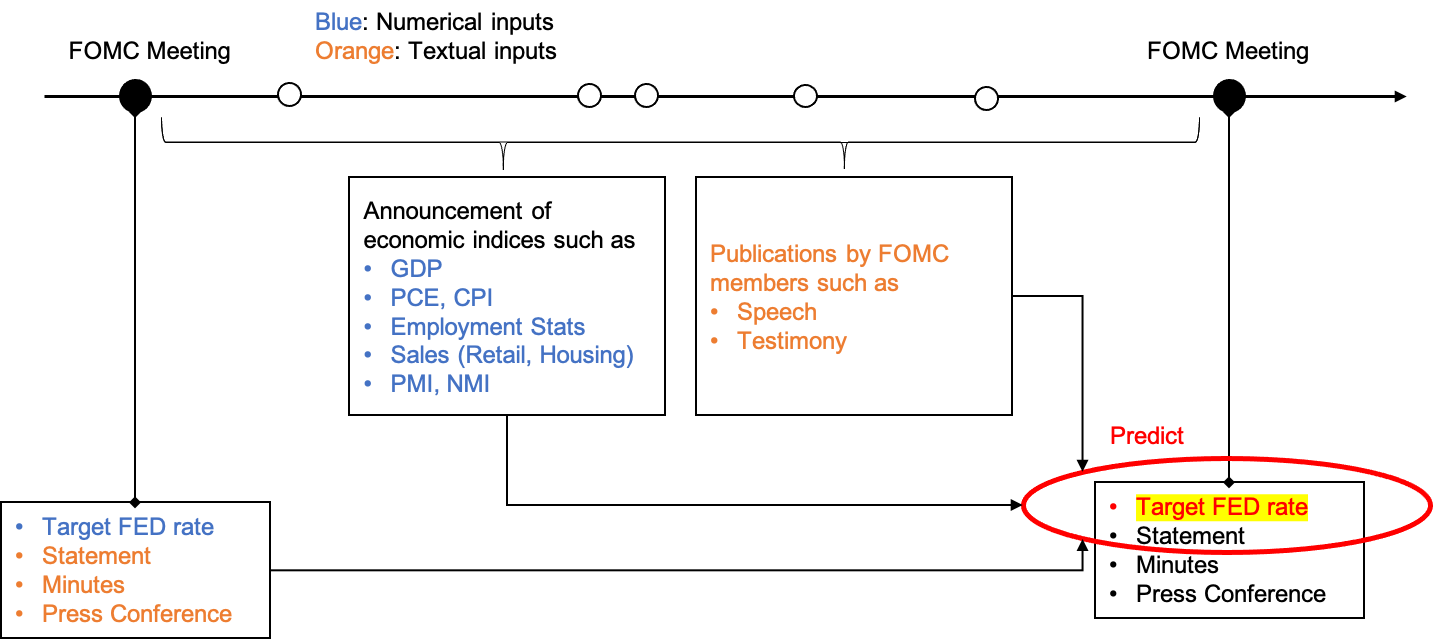 Blue: Numerical inputs
Orange: Textual inputs
FOMC Meeting
FOMC Meeting
Announcement of
economic indices such as
• GDP
• PCE, CPI
• Employment Stats
• Sales (Retail, Housing)
• PMI, NMI
Publications by FOMC
members such as
• Speech
• Testimony
Predict
• Target FED rate
• Statement
• Minutes
• Press Conference
• Target FED rate
• Statement
• Minutes
• Press Conference